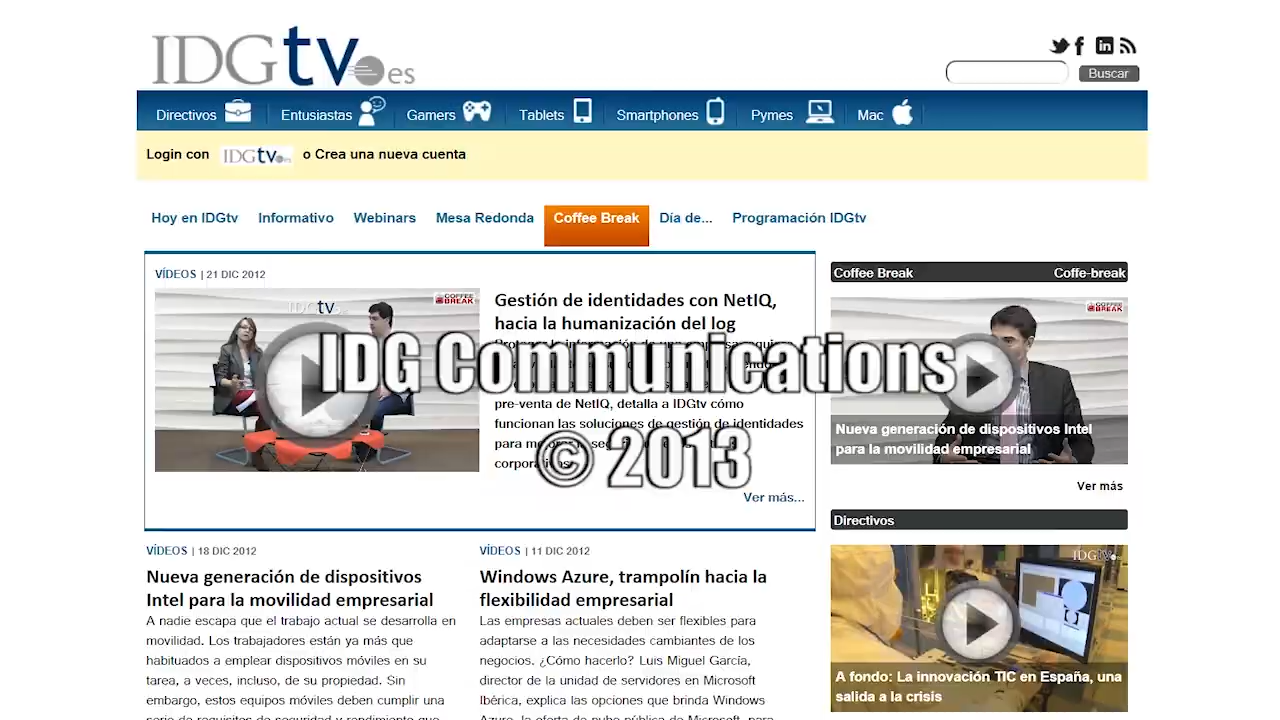 IDGtv.es
Buscar
Directivos Entusiastas Gamers Tablets Smartphones Pymes Mac
Login con IDGtv.es o Crea una nueva cuenta
Hoy en IDGtv Informativo Webinars Mesa Redonda Coffee Break Día de... Programación IDGtv
VÍDEOS | 21 DIC 2012
IDGtv.es
COFFEE BREAK
Gestión de identidades con NetIQ,
hacia la humanización del log
pre-venta de NetIQ, detalla a IDGtv cómo
funcionan las soluciones de gestión de identidades
para
Ver más...
IDG Communications
© 2013
Coffee Break Coffe-break
COFFEE BREAK
Nueva generación de dispositivos Intel
para la movilidad empresarial
Ver más
Directivos
IDGtv
A fondo: La innovación TIC en España, una
salida a la crisis
VÍDEOS | 18 DIC 2012
Nueva generación de dispositivos
Intel para la movilidad empresarial
A nadie escapa que el trabajo actual se desarrolla en
movilidad. Los trabajadores están ya más que
habituados a emplear dispositivos móviles en su
tarea, a veces, incluso, de su propiedad. Sin
embargo, estos equipos móviles deben cumplir una
serie de requisitos de seguridad y rendimiento que
VÍDEOS | 11 DIC 2012
Windows Azure, trampolín hacia la
flexibilidad empresarial
Las empresas actuales deben ser flexibles para
adaptarse a las necesidades cambiantes de los
negocios. ¿Cómo hacerlo? Luis Miguel García,
director de la unidad de servidores en Microsoft
Ibérica, explica las opciones que brinda Windows
Azure, la oferta de nube pública de Microsoft, para